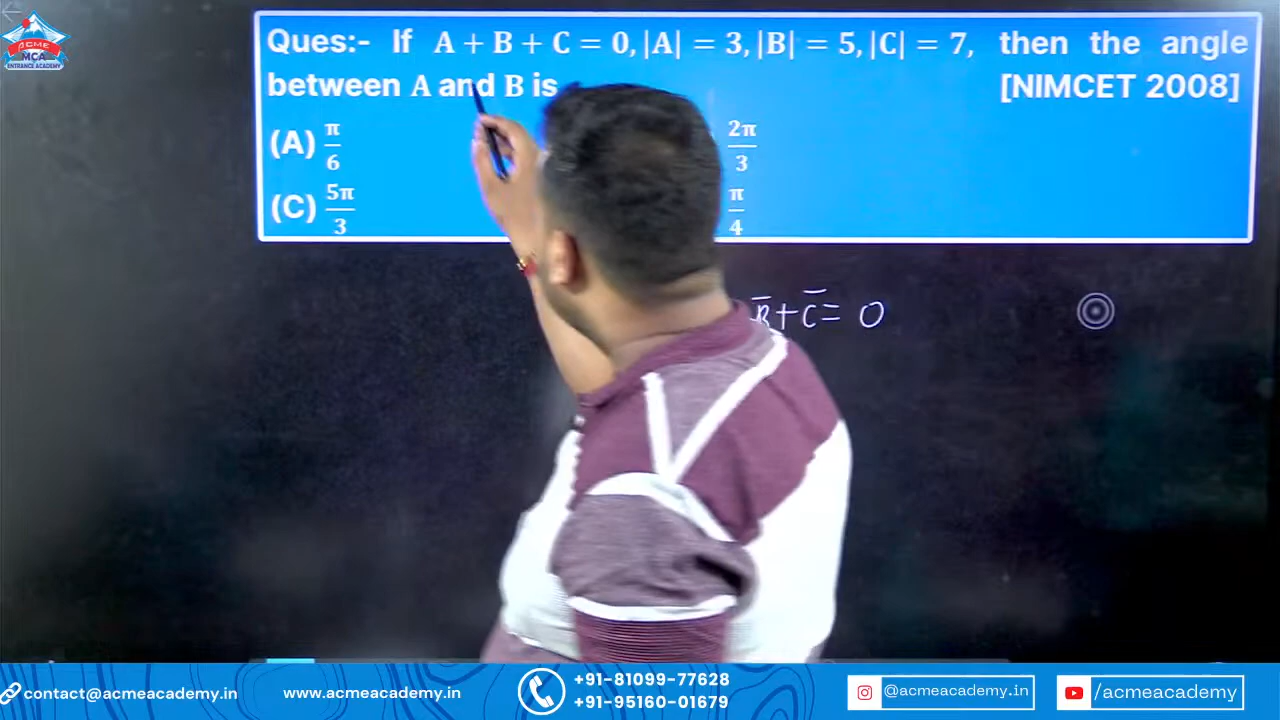 ACME
MCA
ENTRANCE ACADEMY
Ques:- If A + B + C = 0, |A| = 3, |B| = 5, |C| = 7, then the angle
between A and B is [NIMCET 2008]
(A) π/6 2π/3
(C) 5π/3 π/4
B̅ + C̅ = 0
contact@acmeacademy.in www.acmeacademy.in +91-81099-77628 @acmeacademy.in /acmeacademy
+91-95160-01679